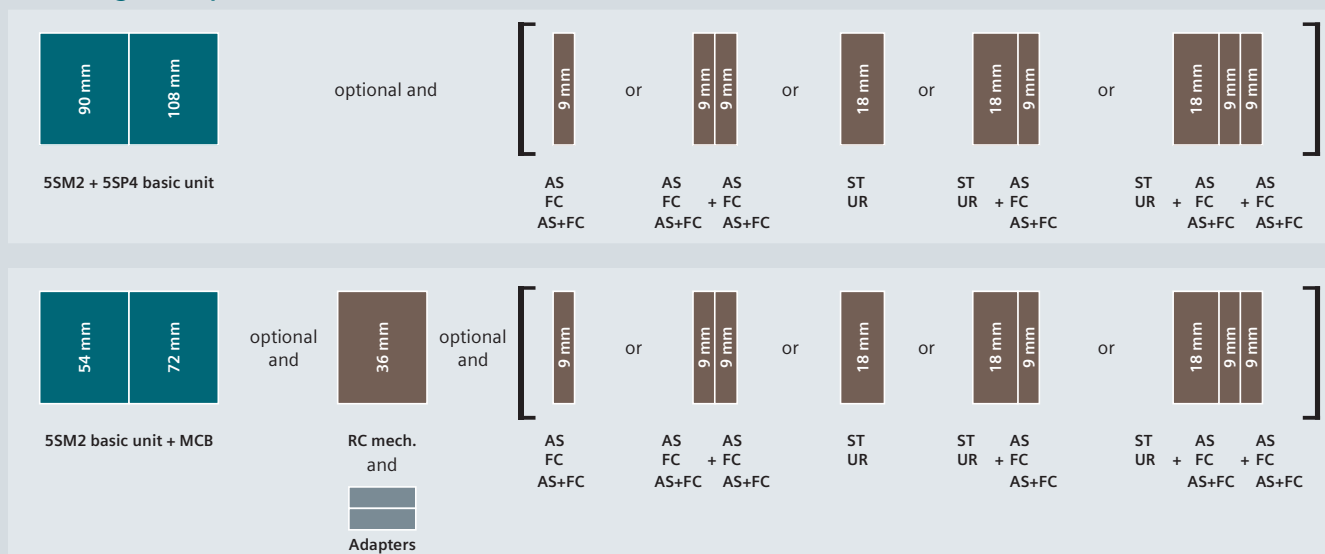 90 mm
108 mm
optional and
9 mm
or
9 mm
9 mm
or
18 mm
or
18 mm
9 mm
or
18 mm
9 mm
9 mm
5SM2 + 5SP4 basic unit
AS
FC
AS+FC
AS AS
FC + FC
AS+FC AS+FC
ST
UR
ST AS
UR + FC
AS+FC
ST AS AS
UR + FC + FC
AS+FC AS+FC
54 mm
72 mm
optional
and
36 mm
optional
and
9 mm
or
9 mm
9 mm
or
18 mm
or
18 mm
9 mm
or
18 mm
9 mm
9 mm
5SM2 basic unit + MCB
RC mech.
and
Adapters
AS
FC
AS+FC
AS AS
FC + FC
AS+FC AS+FC
ST
UR
ST AS
UR + FC
AS+FC
ST AS AS
UR + FC + FC
AS+FC AS+FC